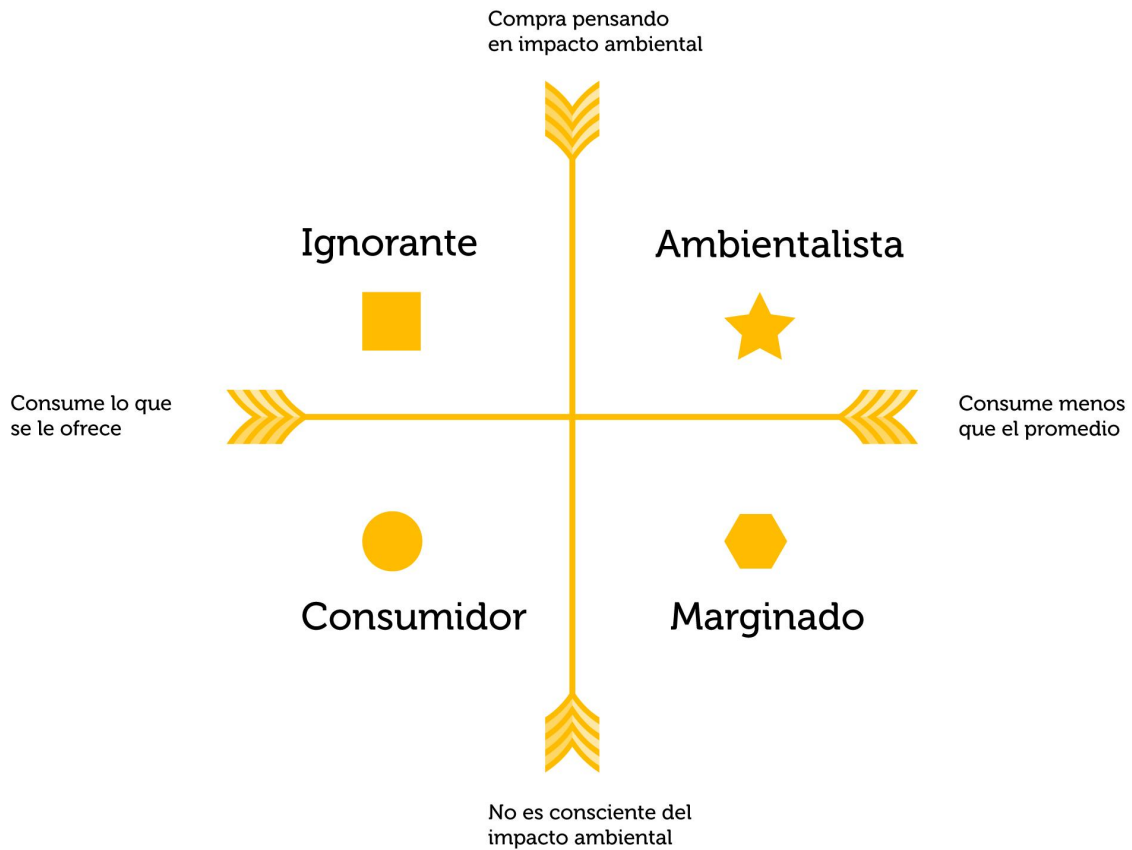 Compra pensando
en impacto ambiental
Ignorante
Ambientalista
Consume lo que
se le ofrece
Consume menos
que el promedio
Consumidor
Marginado
No es consciente del
impacto ambiental